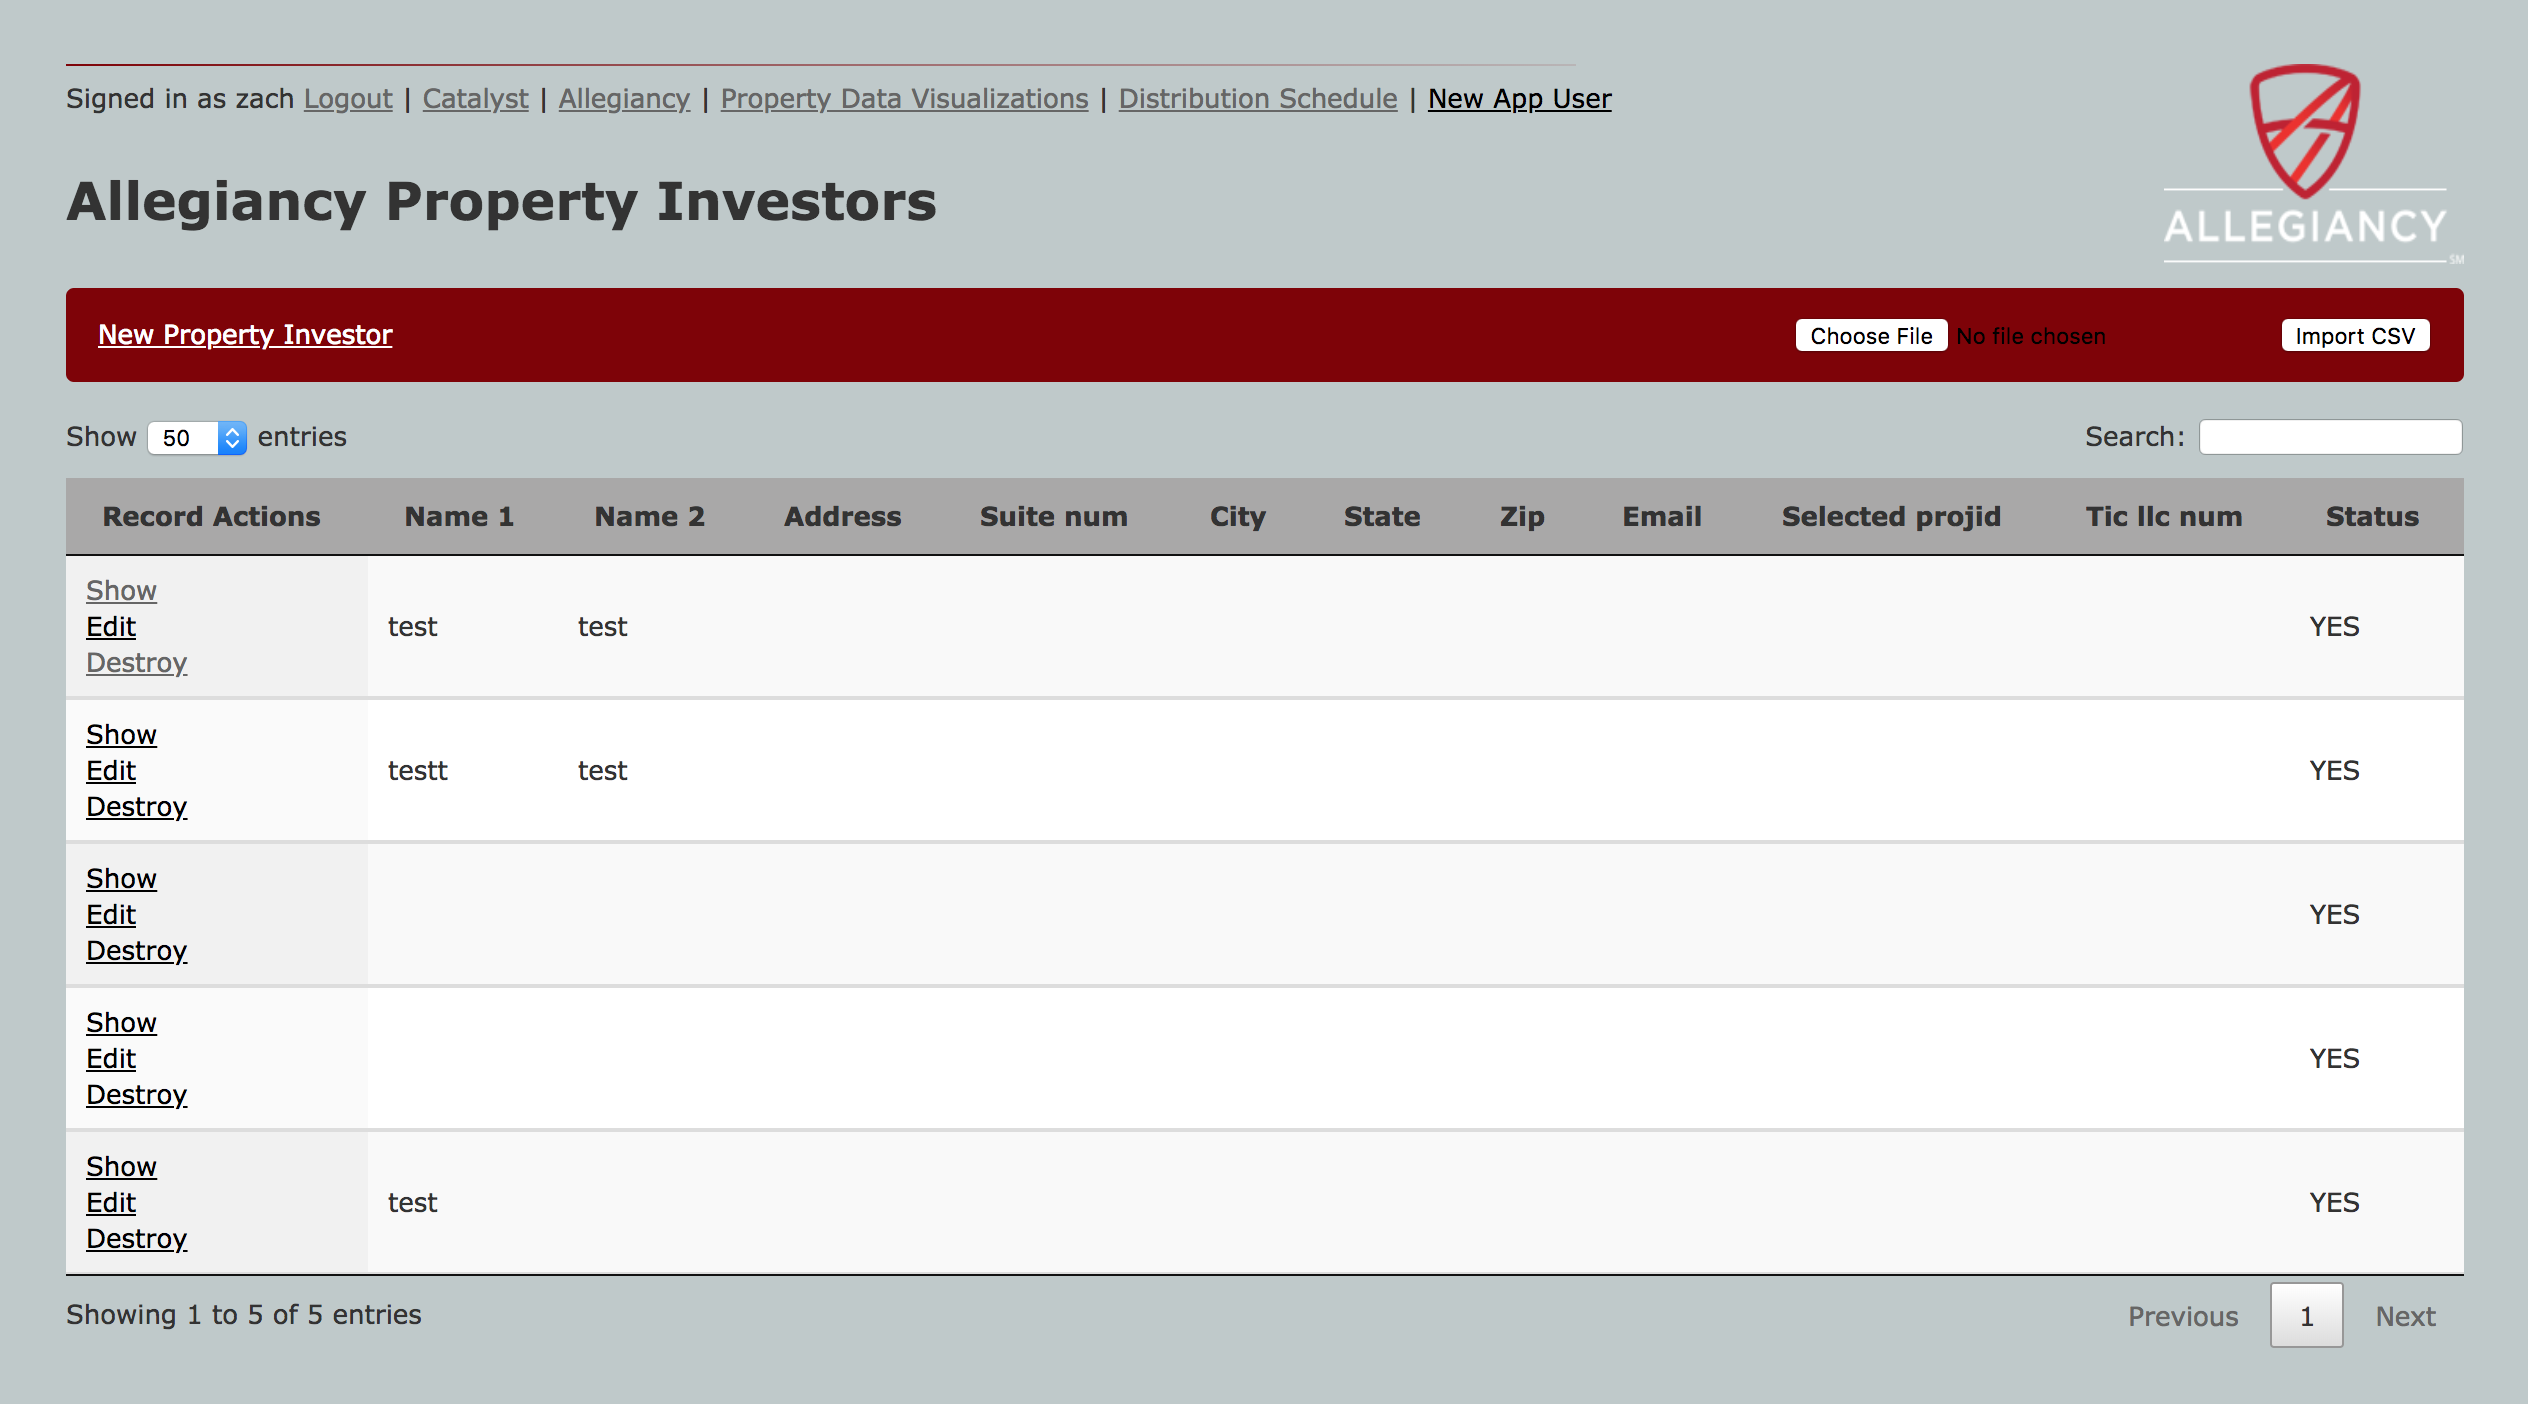 Signed in as zach Logout | Catalyst | Allegiancy | Property Data Visualizations | Distribution Schedule | New App User
Allegiancy Property Investors
ALLEGIANCY SM
New Property Investor Choose File No file chosen Import CSV
Show 50 entries Search:
Record Actions Name 1 Name 2 Address Suite num City State Zip Email Selected projid Tic llc num Status
Show
Edit test test YES
Destroy
Show
Edit testt test YES
Destroy
Show
Edit YES
Destroy
Show
Edit YES
Destroy
Show
Edit test YES
Destroy
Showing 1 to 5 of 5 entries Previous 1 Next